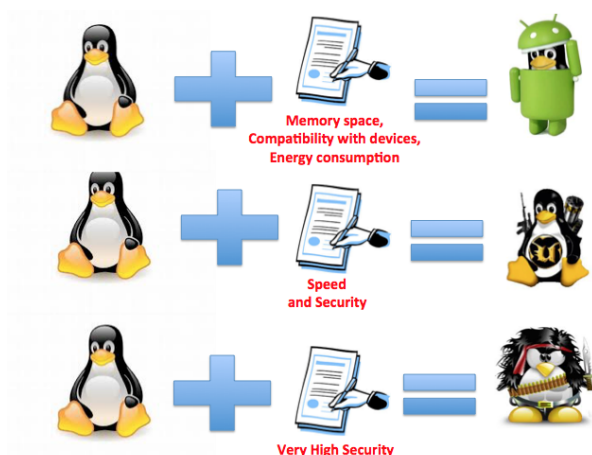 Memory space,
Compatibility with devices,
Energy consumption
Speed
and Security
Very High Security